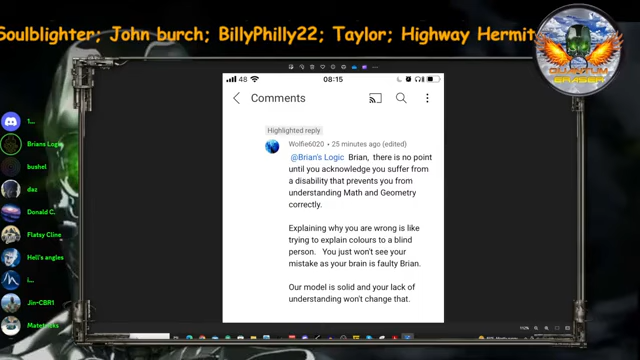 Soulblighter; John burch; BillyPhilly22; Taylor; Highway Hermit
QUANTUM
ERASER
48
08:15
Comments
Highlighted reply
Wolfie6020 • 25 minutes ago (edited)
@Brian's Logic Brian, there is no point
until you acknowledge you suffer from
a disability that prevents you from
understanding Math and Geometry
correctly.
Explaining why you are wrong is like
trying to explain colours to a blind
person. You just won't see your
mistake as your brain is faulty Brian.
Our model is solid and your lack of
understanding won't change that.
1...
Brians Logic
bushel
daz
Donald C.
Flatsy Cline
Hell's angles
i...
Jin-CBR1